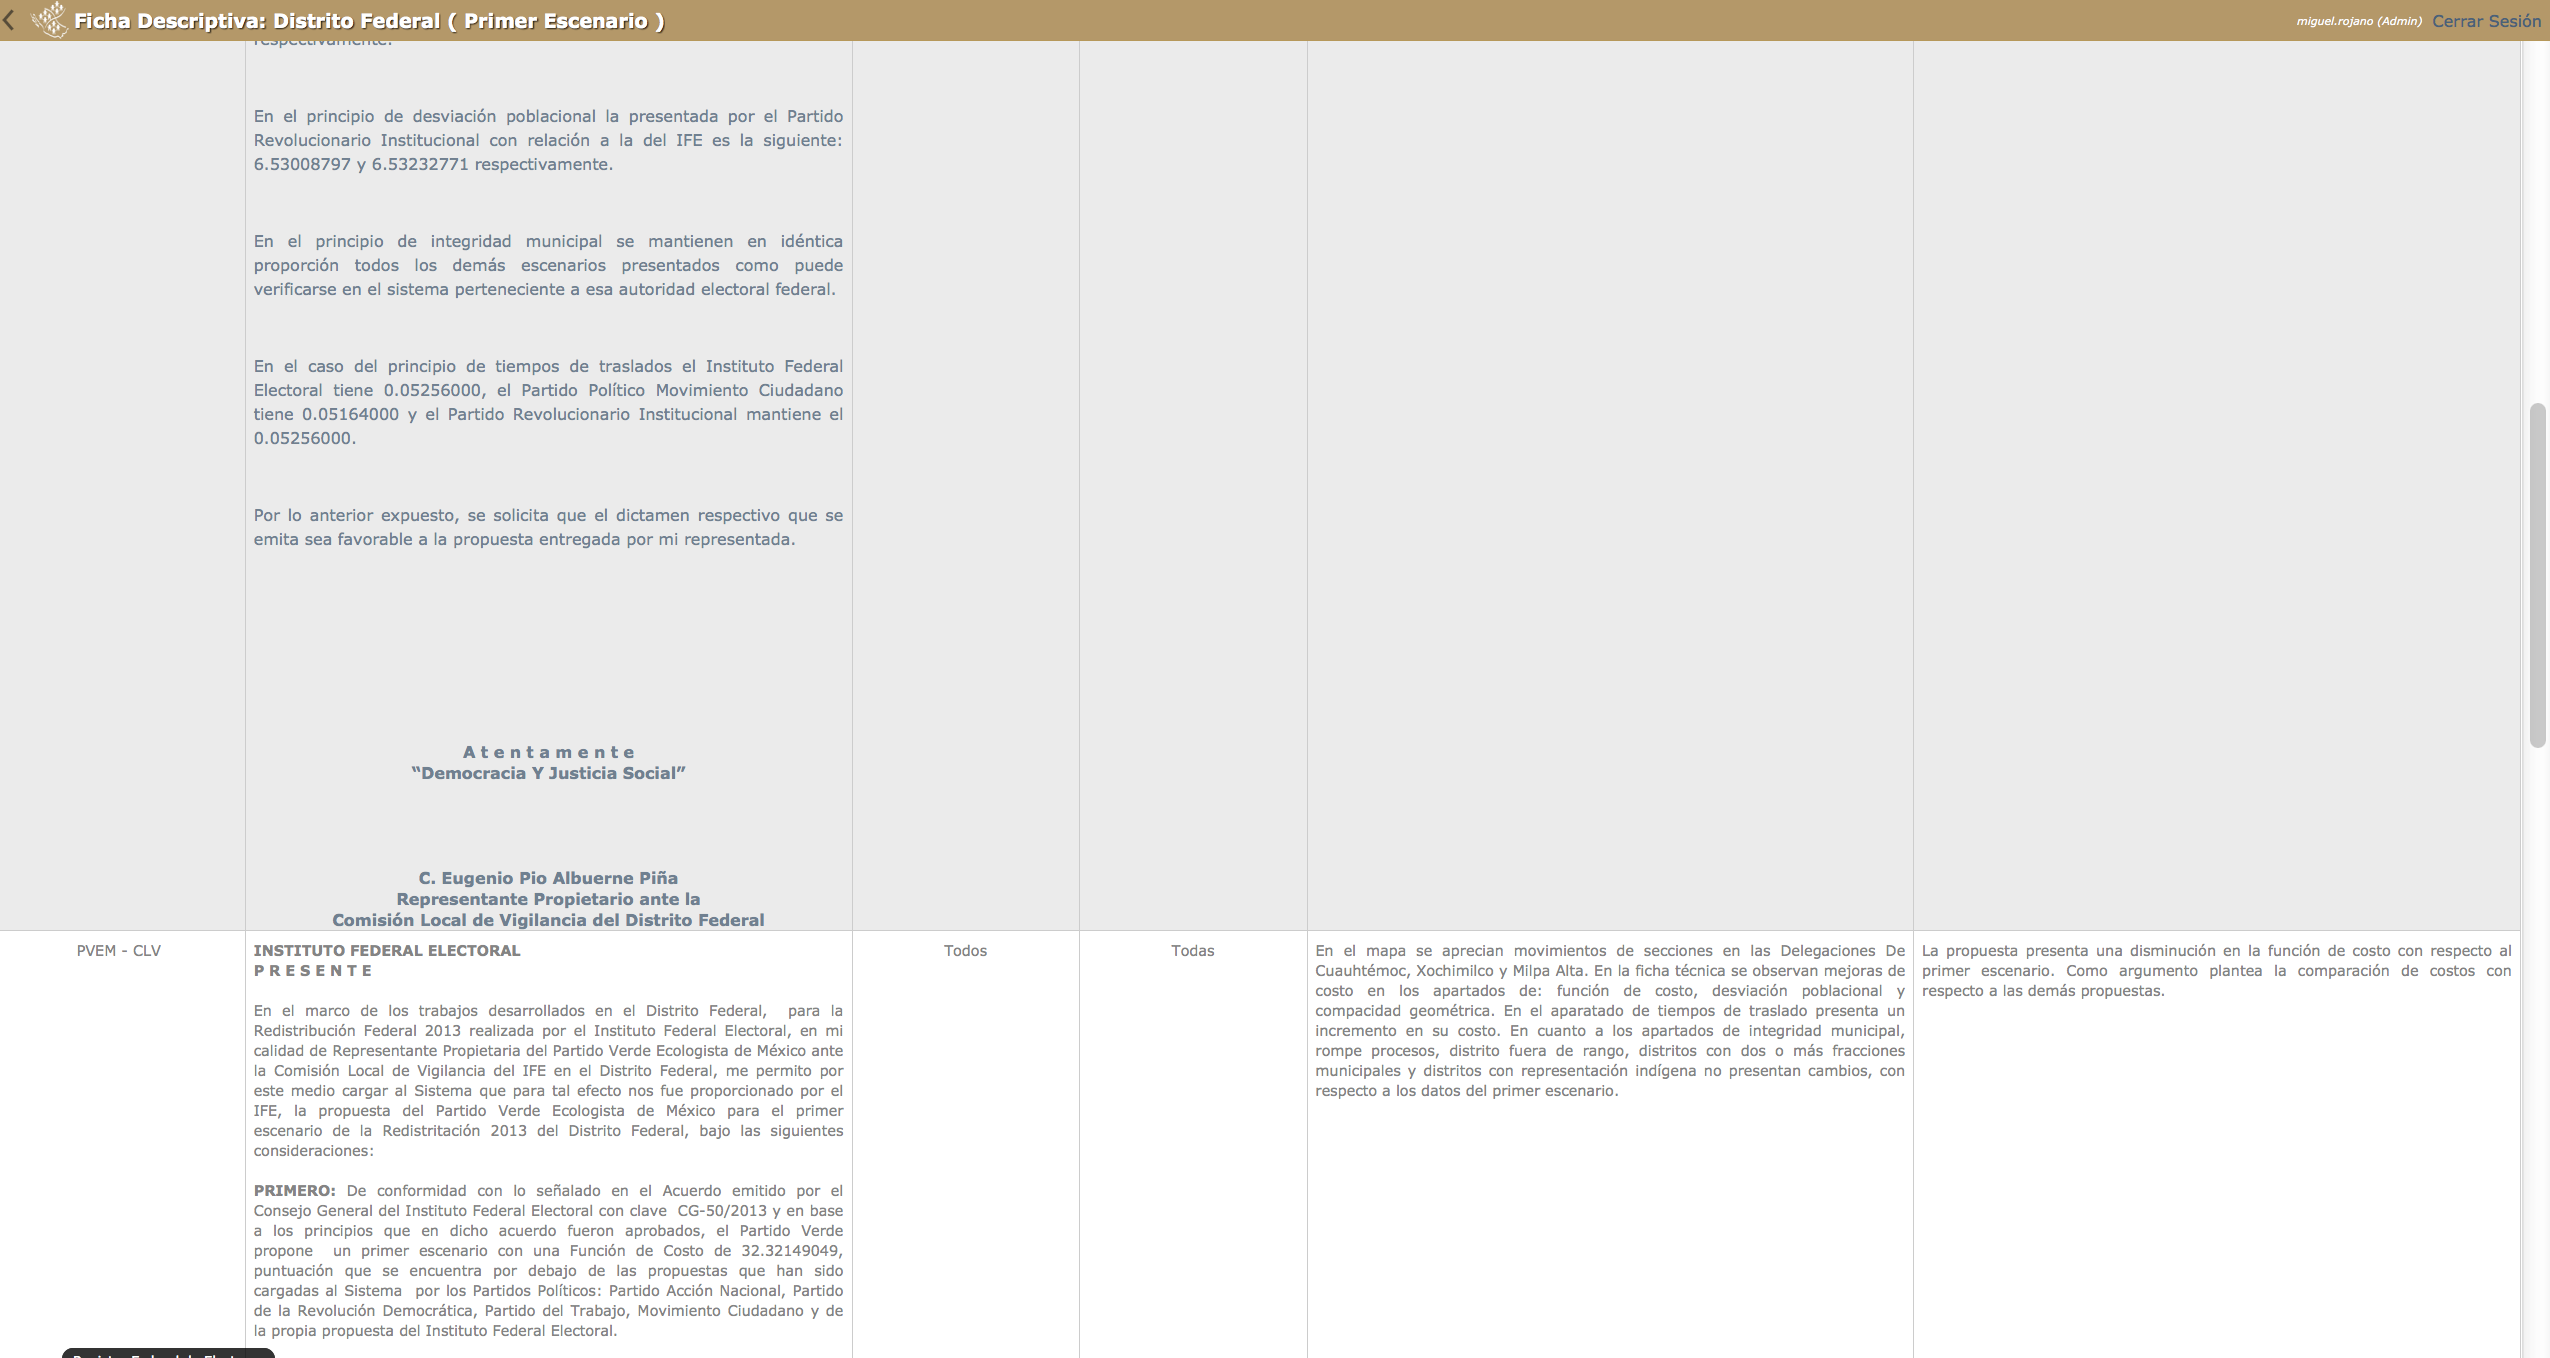 Ficha Descriptiva: Distrito Federal ( Primer Escenario )
miguel.rojano (Admin) Cerrar Sesión
respectivamente.
En el principio de desviación poblacional la presentada por el Partido
Revolucionario Institucional con relación a la del IFE es la siguiente:
6.53008797 y 6.53232771 respectivamente.
En el principio de integridad municipal se mantienen en idéntica
proporción todos los demás escenarios presentados como puede
verificarse en el sistema perteneciente a esa autoridad electoral federal.
En el caso del principio de tiempos de traslados el Instituto Federal
Electoral tiene 0.05256000, el Partido Político Movimiento Ciudadano
tiene 0.05164000 y el Partido Revolucionario Institucional mantiene el
0.05256000.
Por lo anterior expuesto, se solicita que el dictamen respectivo que se
emita sea favorable a la propuesta entregada por mi representada.
A t e n t a m e n t e
“Democracia Y Justicia Social”
C. Eugenio Pio Albuerne Piña
Representante Propietario ante la
Comisión Local de Vigilancia del Distrito Federal
PVEM - CLV
INSTITUTO FEDERAL ELECTORAL
P R E S E N T E
En el marco de los trabajos desarrollados en el Distrito Federal, para la
Redistribución Federal 2013 realizada por el Instituto Federal Electoral, en mi
calidad de Representante Propietaria del Partido Verde Ecologista de México ante
la Comisión Local de Vigilancia del IFE en el Distrito Federal, me permito por
este medio cargar al Sistema que para tal efecto nos fue proporcionado por el
IFE, la propuesta del Partido Verde Ecologista de México para el primer
escenario de la Redistritación 2013 del Distrito Federal, bajo las siguientes
consideraciones:
PRIMERO: De conformidad con lo señalado en el Acuerdo emitido por el
Consejo General del Instituto Federal Electoral con clave CG-50/2013 y en base
a los principios que en dicho acuerdo fueron aprobados, el Partido Verde
propone un primer escenario con una Función de Costo de 32.32149049,
puntuación que se encuentra por debajo de las propuestas que han sido
cargadas al Sistema por los Partidos Políticos: Partido Acción Nacional, Partido
de la Revolución Democrática, Partido del Trabajo, Movimiento Ciudadano y de
la propia propuesta del Instituto Federal Electoral.
Todos
Todas
En el mapa se aprecian movimientos de secciones en las Delegaciones De
Cuauhtémoc, Xochimilco y Milpa Alta. En la ficha técnica se observan mejoras de
costo en los apartados de: función de costo, desviación poblacional y
compacidad geométrica. En el aparatado de tiempos de traslado presenta un
incremento en su costo. En cuanto a los apartados de integridad municipal,
rompe procesos, distrito fuera de rango, distritos con dos o más fracciones
municipales y distritos con representación indígena no presentan cambios, con
respecto a los datos del primer escenario.
La propuesta presenta una disminución en la función de costo con respecto al
primer escenario. Como argumento plantea la comparación de costos con
respecto a las demás propuestas.